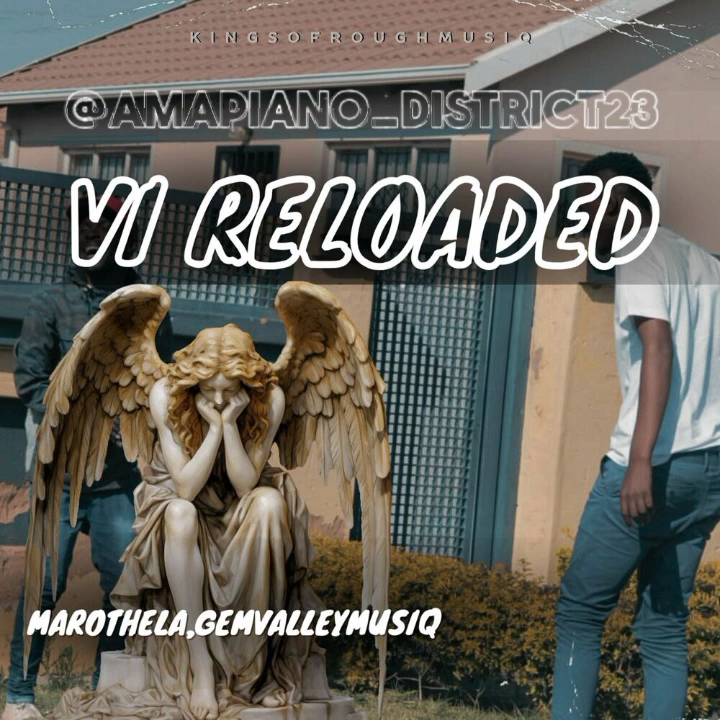 KINGSOFROUGHMUSIQ
@AMAPIANO_DISTRICT23
VI RELOADED
MAROTHELA,GEMVALLEYMUSIQ